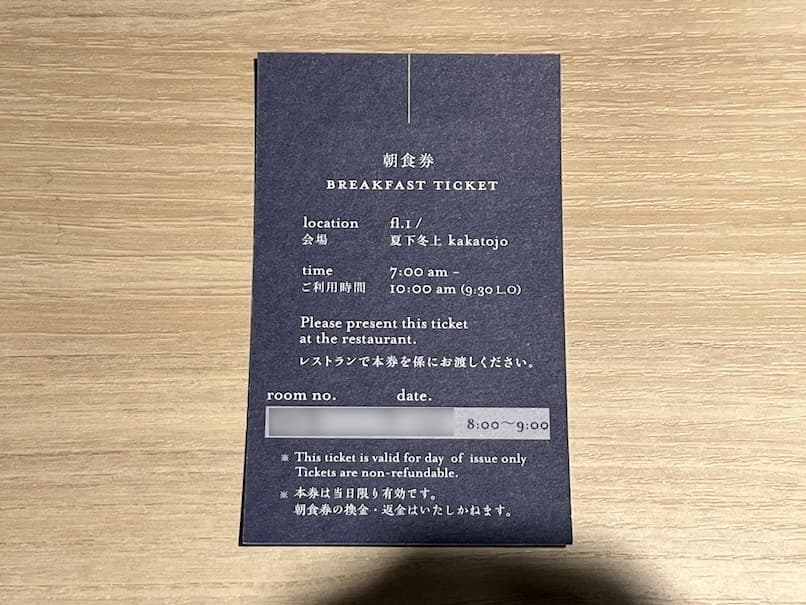 朝食券
BREAKFAST TICKET
location fl.1 /
会場 夏下冬上 kakatojo
time 7:00 am –
ご利用時間 10:00 am (9:30 L.O)
Please present this ticket
at the restaurant.
レストランで本券を係にお渡しください。
room no. date.
8:00〜9:00
※ This ticket is valid for day of issue only
Tickets are non-refundable.
※ 本券は当日限り有効です。
朝食券の換金・返金はいたしかねます。